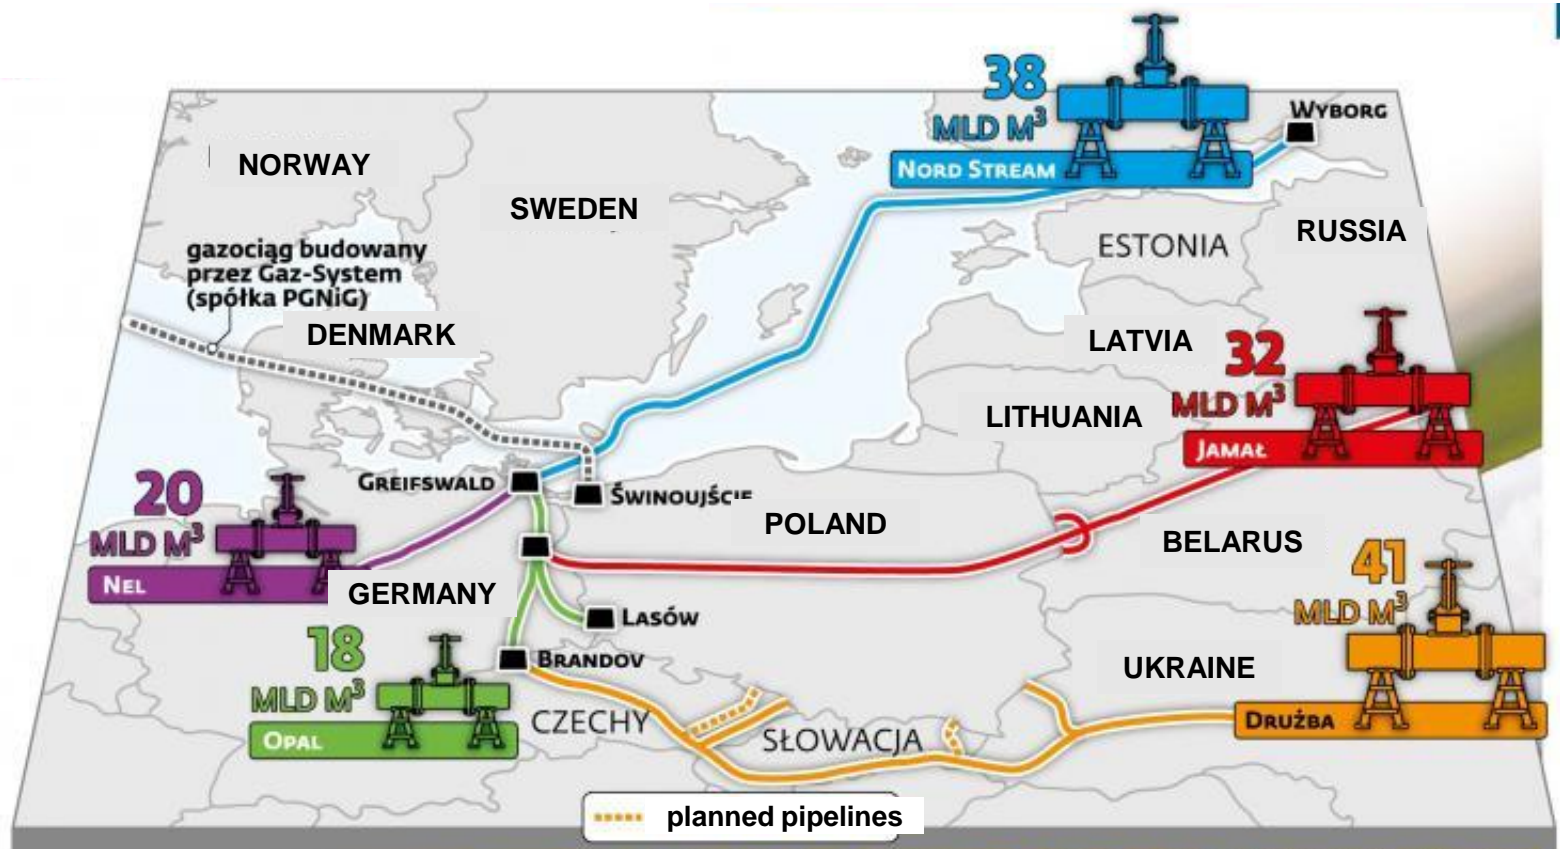 38
MLD M³
NORD STREAM
WYBORG
NORWAY
SWEDEN
ESTONIA
RUSSIA
gazociąg budowany
przez Gaz-System
(spółka PGNiG)
DENMARK
LATVIA
32
MLD M³
JAMAŁ
LITHUANIA
GREIFSWALD
ŚWINOUJŚCIE
20
MLD M³
NEL
POLAND
BELARUS
GERMANY
41
MLD M³
DRUŻBA
LASÓW
18
MLD M³
OPAL
BRANDOV
UKRAINE
CZECHY
SŁOWACJA
planned pipelines